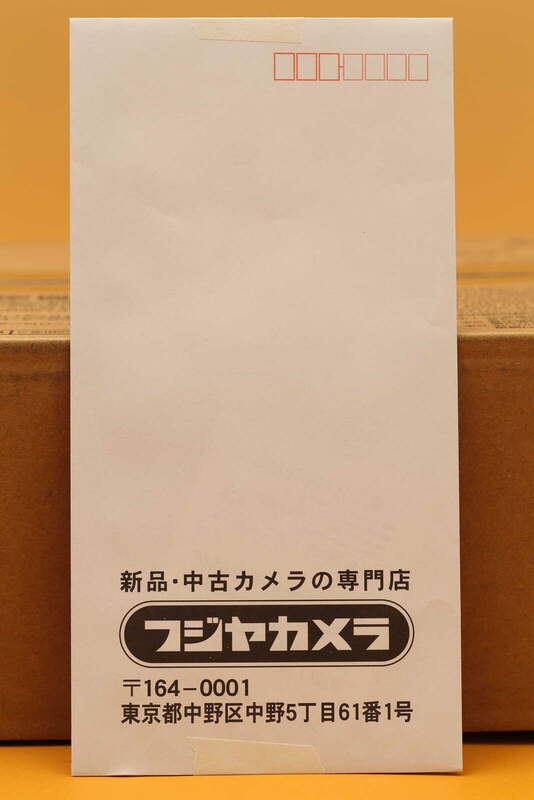 新品・中古カメラの専門店
フジヤカメラ
〒164-0001
東京都中野区中野5丁目61番1号